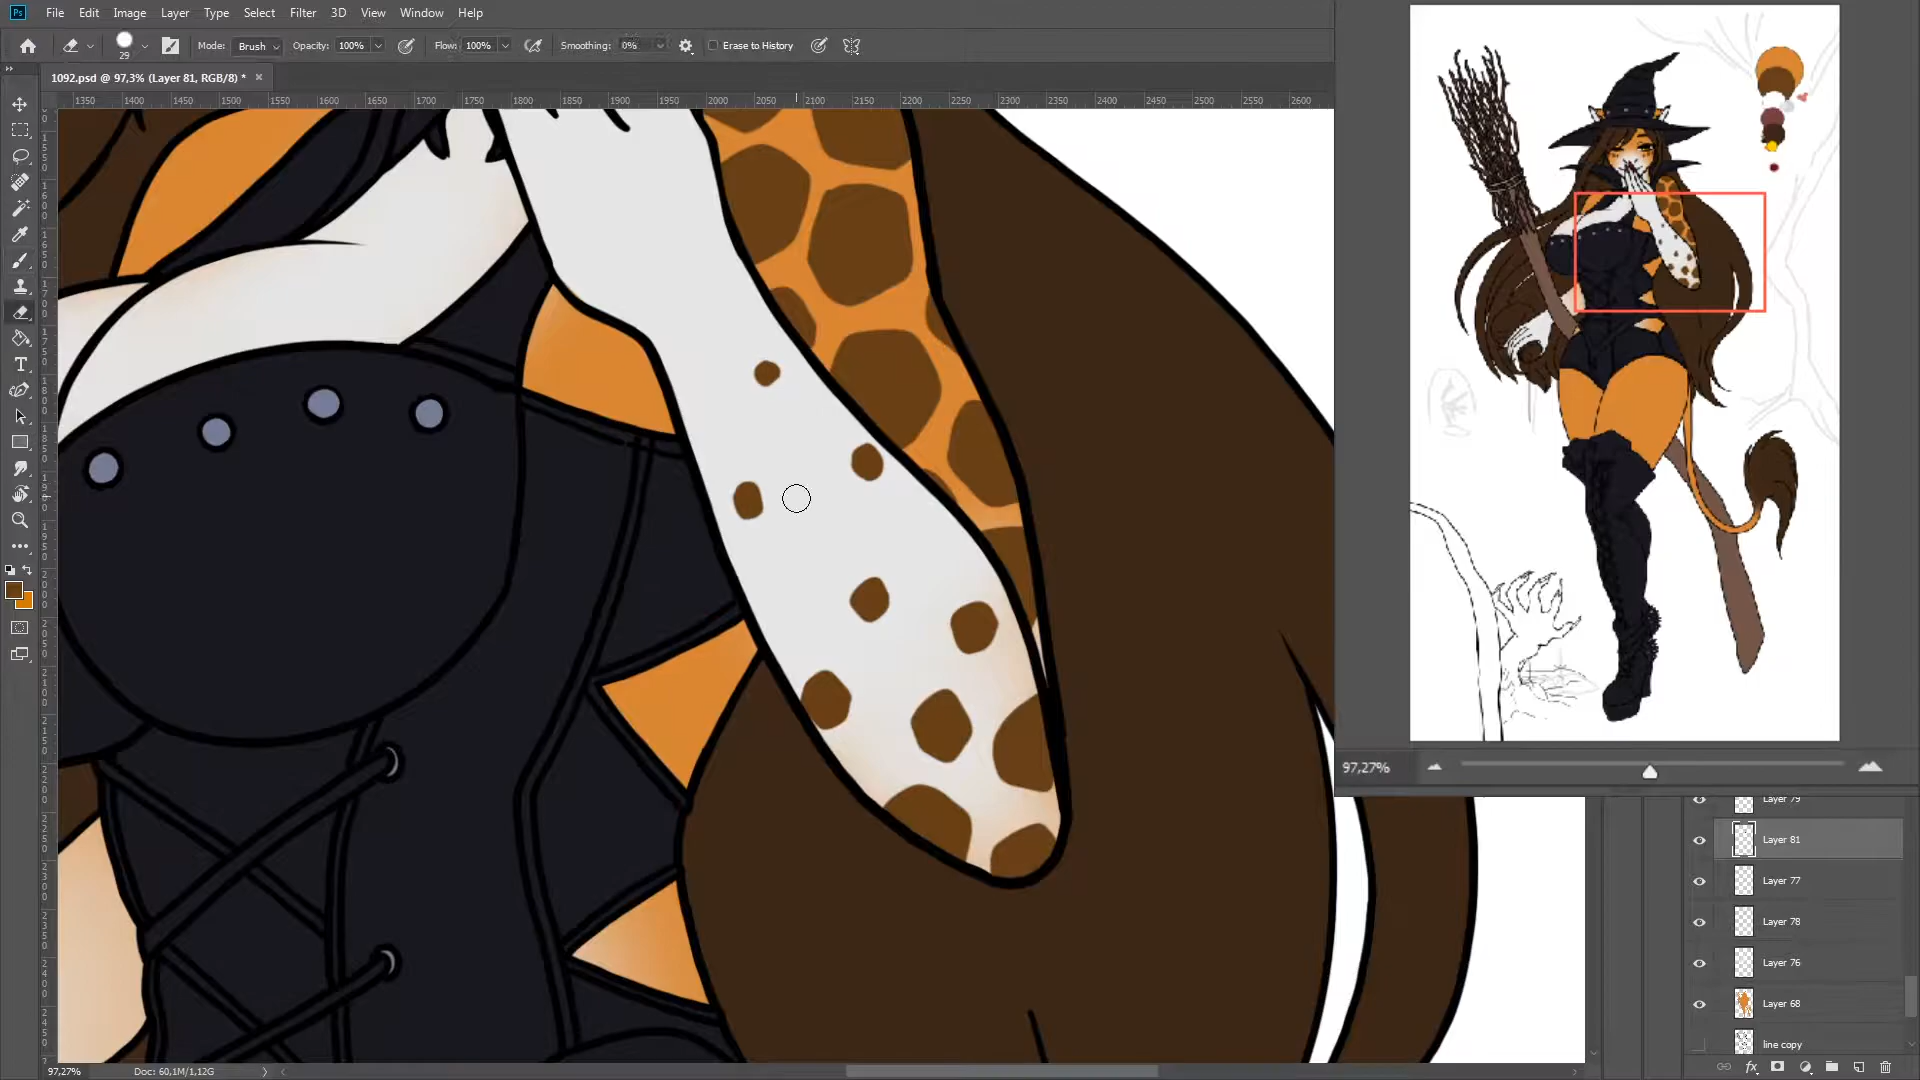 Ps File Edit Image Layer Type Select Filter 3D View Window Help
29 Mode: Brush Opacity: 100% Flow: 100% Smoothing: 0% Erase to History
1092.psd @ 97,3% (Layer 81, RGB/8) * ×
1350 1400 1450 1500 1550 1600 1650 1700 1750 1800 1850 1900 1950 2000 2050 2100 2150 2200 2250 2300 2350 2400 2450 2500 2550 2600
97,27%
Layer 79
Layer 81
Layer 77
Layer 78
Layer 76
Layer 68
line copy
97,27% Doc: 60,1M/1,12G